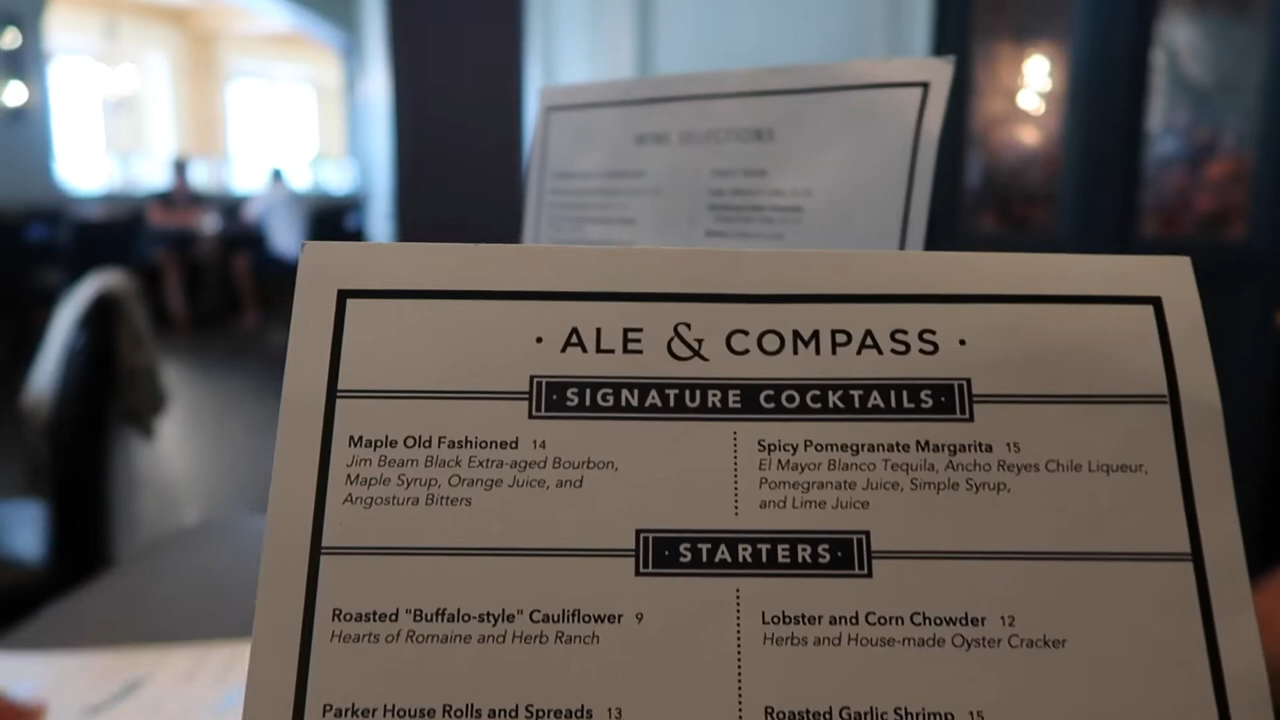 WINE SELECTIONS
· ALE & COMPASS ·
· SIGNATURE COCKTAILS ·
Maple Old Fashioned 14
Jim Beam Black Extra-aged Bourbon,
Maple Syrup, Orange Juice, and
Angostura Bitters
Spicy Pomegranate Margarita 15
El Mayor Blanco Tequila, Ancho Reyes Chile Liqueur,
Pomegranate Juice, Simple Syrup,
and Lime Juice
· STARTERS ·
Roasted "Buffalo-style" Cauliflower 9
Hearts of Romaine and Herb Ranch
Lobster and Corn Chowder 12
Herbs and House-made Oyster Cracker
Parker House Rolls and Spreads 13
Roasted Garlic Shrimp 15